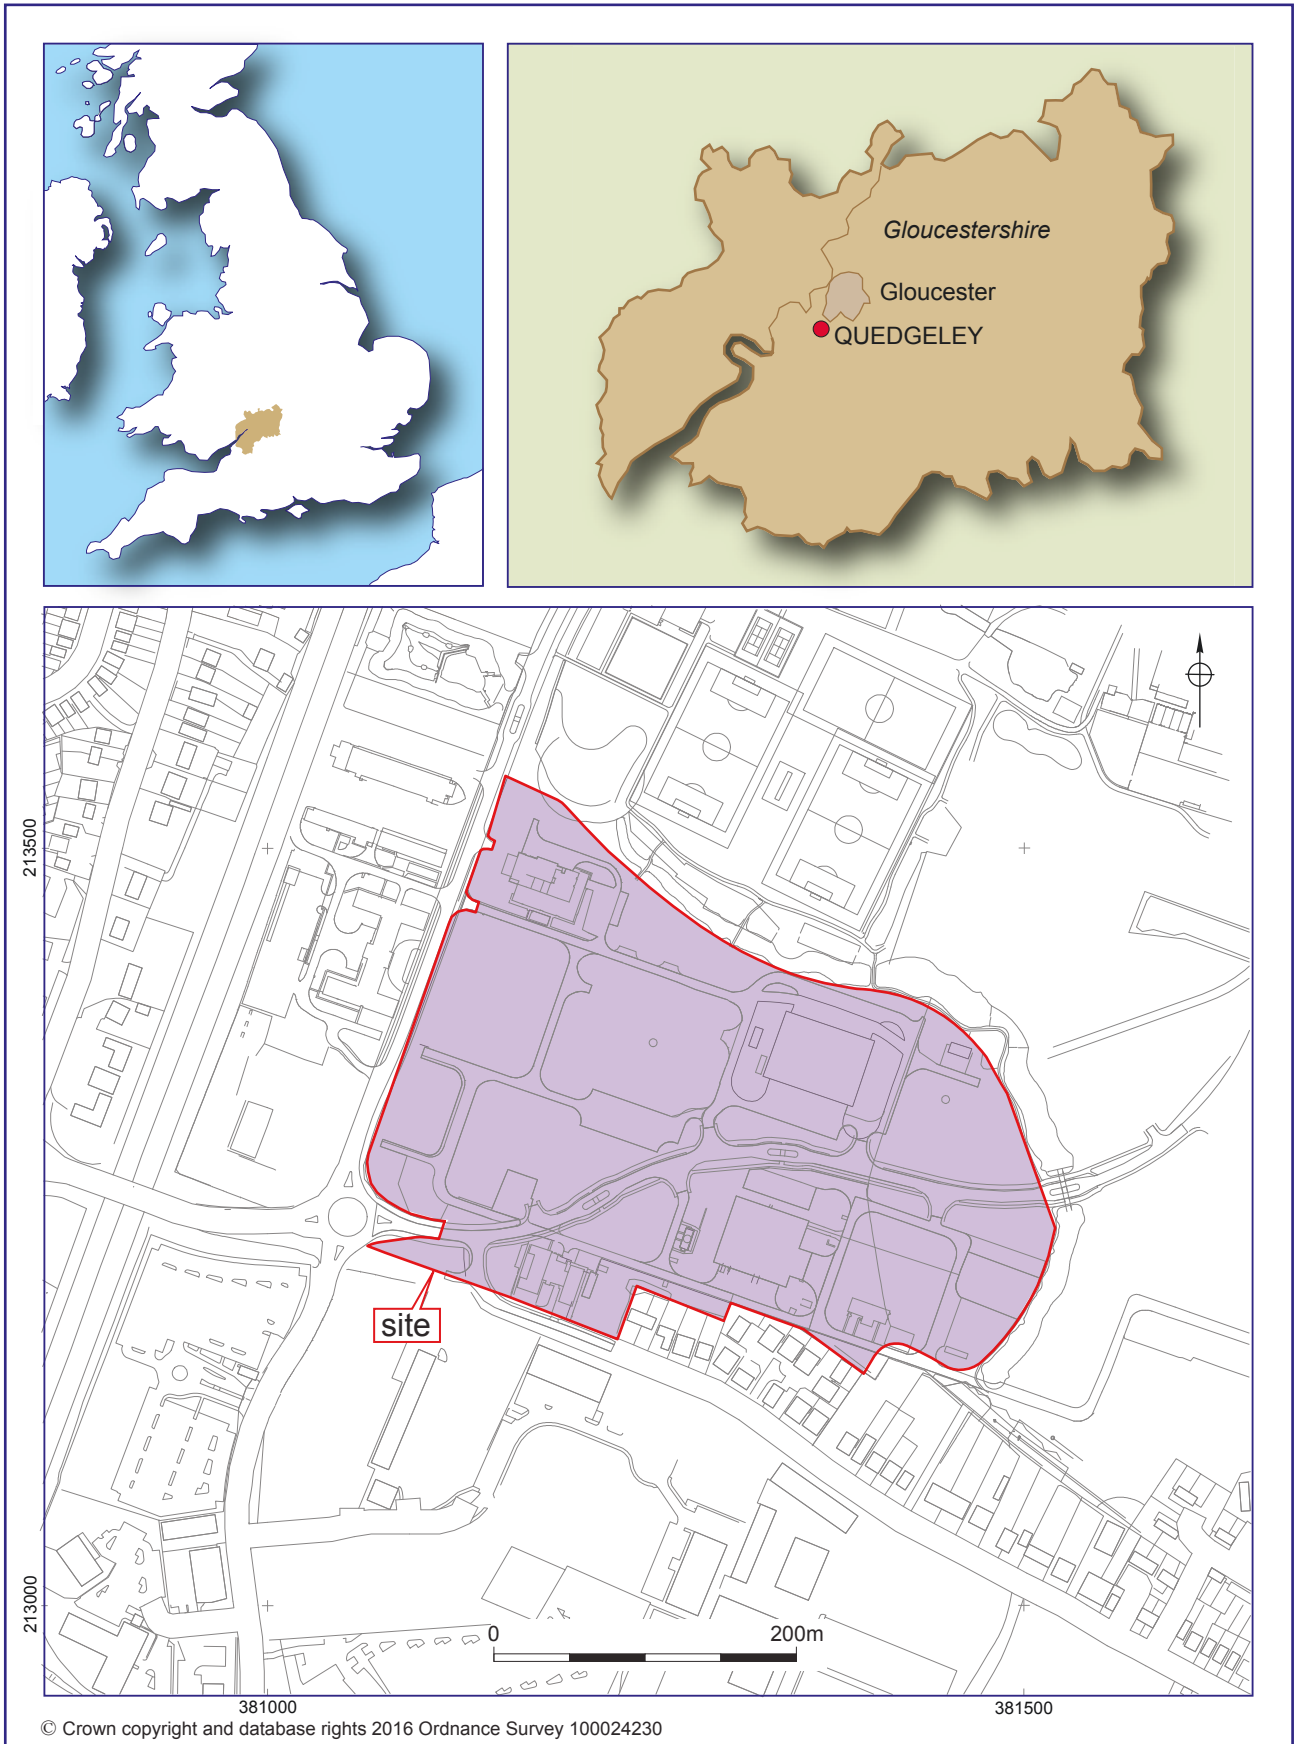 Gloucestershire
Gloucester
QUEDGELEY
213500
site
213000
0 200m
381000 381500
© Crown copyright and database rights 2016 Ordnance Survey 100024230